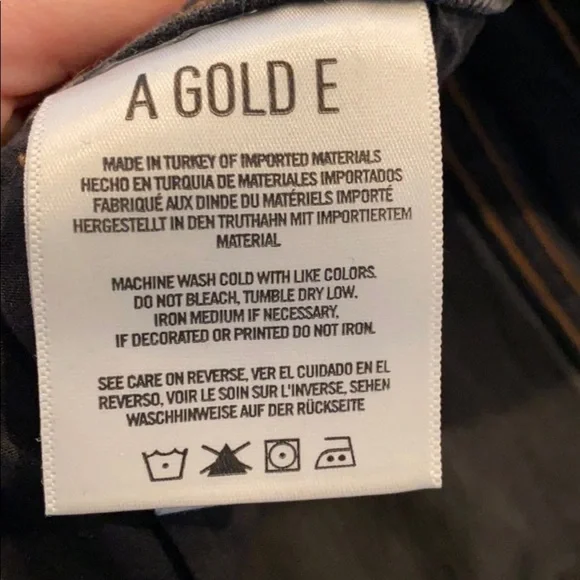 A GOLD E
MADE IN TURKEY OF IMPORTED MATERIALS
HECHO EN TURQUIA DE MATERIALES IMPORTADOS
FABRIQUÉ AUX DINDE DU MATÉRIELS IMPORTÉ
HERGESTELLT IN DEN TRUTHAHN MIT IMPORTIERTEM
MATERIAL
MACHINE WASH COLD WITH LIKE COLORS.
DO NOT BLEACH, TUMBLE DRY LOW.
IRON MEDIUM IF NECESSARY.
IF DECORATED OR PRINTED DO NOT IRON.
SEE CARE ON REVERSE, VER EL CUIDADO EN EL
REVERSO, VOIR LE SOIN SUR L'INVERSE, SEHEN
WASCHHINWEISE AUF DER RÜCKSEITE